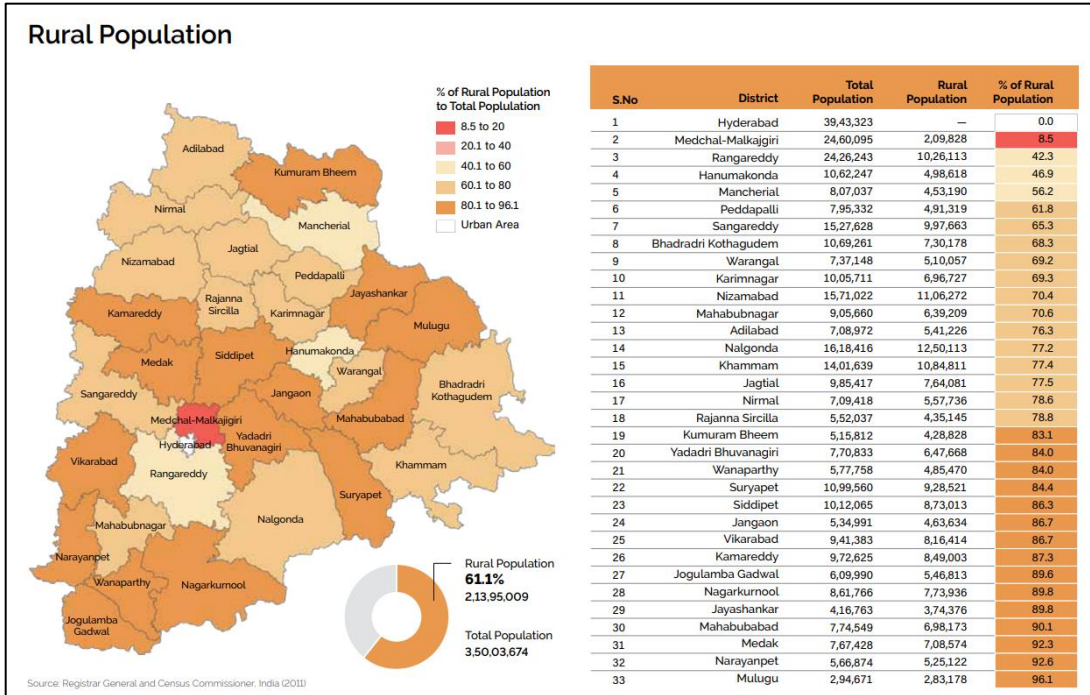 Rural Population
% of Rural Population
to Total Poplulation
8.5 to 20
20.1 to 40
40.1 to 60
60.1 to 80
80.1 to 96.1
Urban Area
Adilabad
Kumuram Bheem
Nirmal
Mancherial
Jagtial
Nizamabad
Peddapalli
Rajanna
Sircilla
Jayashankar
Karimnagar
Kamareddy
Mulugu
Siddipet
Hanumakonda
Medak
Warangal
Bhadradri
Kothagudem
Sangareddy
Jangaon
Mahabubabad
Medchal-Malkajigiri
Yadadri
Bhuvanagiri
Hyderabad
Vikarabad
Rangareddy
Khammam
Suryapet
Nalgonda
Mahabubnagar
Narayanpet
Wanaparthy
Nagarkurnool
Jogulamba
Gadwal
Rural Population
61.1%
2,13,95,009
Total Population
3,50,03,674
Source: Registrar General and Census Commissioner, India (2011)
S.No District Total Population Rural Population % of Rural Population
1 Hyderabad 39,43,323 — 0.0
2 Medchal-Malkajgiri 24,60,095 2,09,828 8.5
3 Rangareddy 24,26,243 10,26,113 42.3
4 Hanumakonda 10,62,247 4,98,618 46.9
5 Mancherial 8,07,037 4,53,190 56.2
6 Peddapalli 7,95,332 4,91,319 61.8
7 Sangareddy 15,27,628 9,97,663 65.3
8 Bhadradri Kothagudem 10,69,261 7,30,178 68.3
9 Warangal 7,37,148 5,10,057 69.2
10 Karimnagar 10,05,711 6,96,727 69.3
11 Nizamabad 15,71,022 11,06,272 70.4
12 Mahabubnagar 9,05,660 6,39,209 70.6
13 Adilabad 7,08,972 5,41,226 76.3
14 Nalgonda 16,18,416 12,50,113 77.2
15 Khammam 14,01,639 10,84,811 77.4
16 Jagtial 9,85,417 7,64,081 77.5
17 Nirmal 7,09,418 5,57,736 78.6
18 Rajanna Sircilla 5,52,037 4,35,145 78.8
19 Kumuram Bheem 5,15,812 4,28,828 83.1
20 Yadadri Bhuvanagiri 7,70,833 6,47,668 84.0
21 Wanaparthy 5,77,758 4,85,470 84.0
22 Suryapet 10,99,560 9,28,521 84.4
23 Siddipet 10,12,065 8,73,013 86.3
24 Jangaon 5,34,991 4,63,634 86.7
25 Vikarabad 9,41,383 8,16,414 86.7
26 Kamareddy 9,72,625 8,49,003 87.3
27 Jogulamba Gadwal 6,09,990 5,46,813 89.6
28 Nagarkurnool 8,61,766 7,73,936 89.8
29 Jayashankar 4,16,763 3,74,376 89.8
30 Mahabubabad 7,74,549 6,98,173 90.1
31 Medak 7,67,428 7,08,574 92.3
32 Narayanpet 5,66,874 5,25,122 92.6
33 Mulugu 2,94,671 2,83,178 96.1